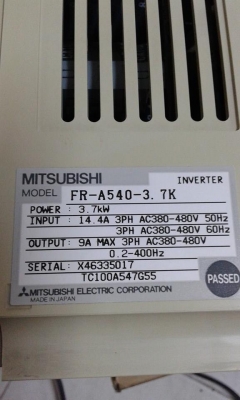 MITSUBISHI INVERTER
MODEL FR-A540-3.7K
POWER : 3.7kW
INPUT : 14.4A 3PH AC380-480V 50Hz
3PH AC380-480V 60Hz
OUTPUT: 9A MAX 3PH AC380-480V
0.2-400Hz
SERIAL: X46335017
TC100A547G55
PASSED
MITSUBISHI ELECTRIC CORPORATION
MADE IN JAPAN